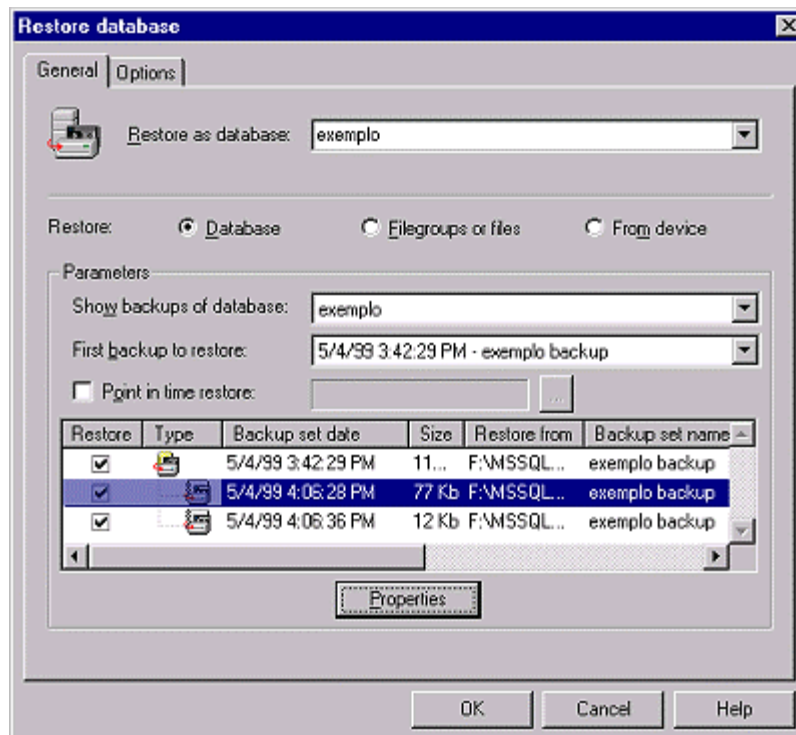 Restore database
General Options
Restore as database: exemplo
Restore: Database Filegroups or files From device
Parameters
Show backups of database: exemplo
First backup to restore: 5/4/99 3:42:29 PM - exemplo backup
Point in time restore: ...
Restore Type Backup set date Size Restore from Backup set name
5/4/99 3:42:29 PM 11... F:\MSSQL... exemplo backup
5/4/99 4:06:28 PM 77 Kb F:\MSSQL... exemplo backup
5/4/99 4:06:36 PM 12 Kb F:\MSSQL... exemplo backup
Properties
OK Cancel Help